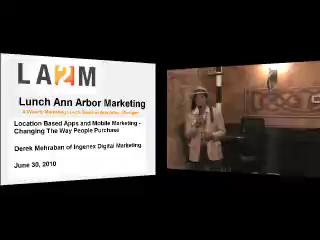 LA2M
Lunch Ann Arbor Marketing
Location Based Apps and Mobile Marketing -
Changing The Way People Purchase
Derek Mehraban of Ingenex Digital Marketing
June 30, 2010